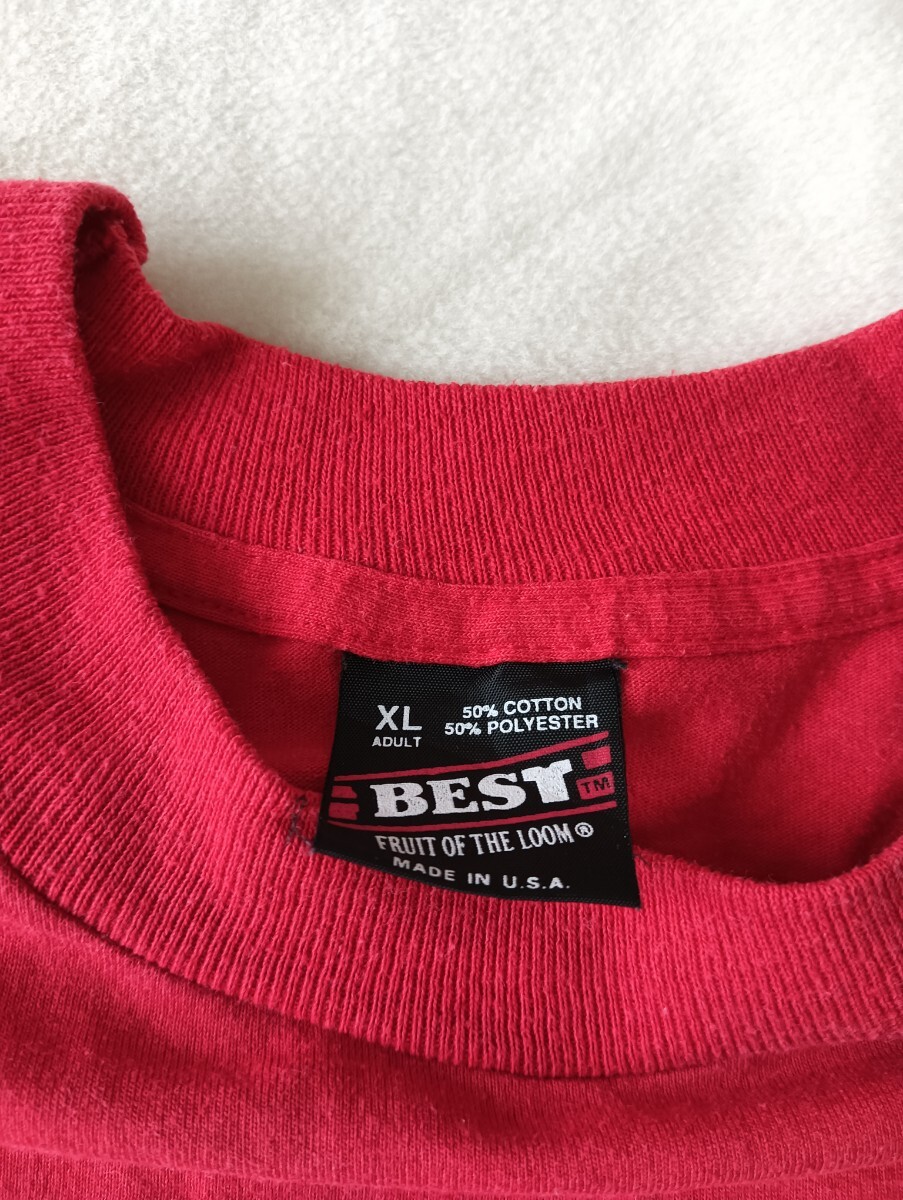 XL
ADULT
50% COTTON
50% POLYESTER
BEST TM
FRUIT OF THE LOOM®
MADE IN U.S.A.